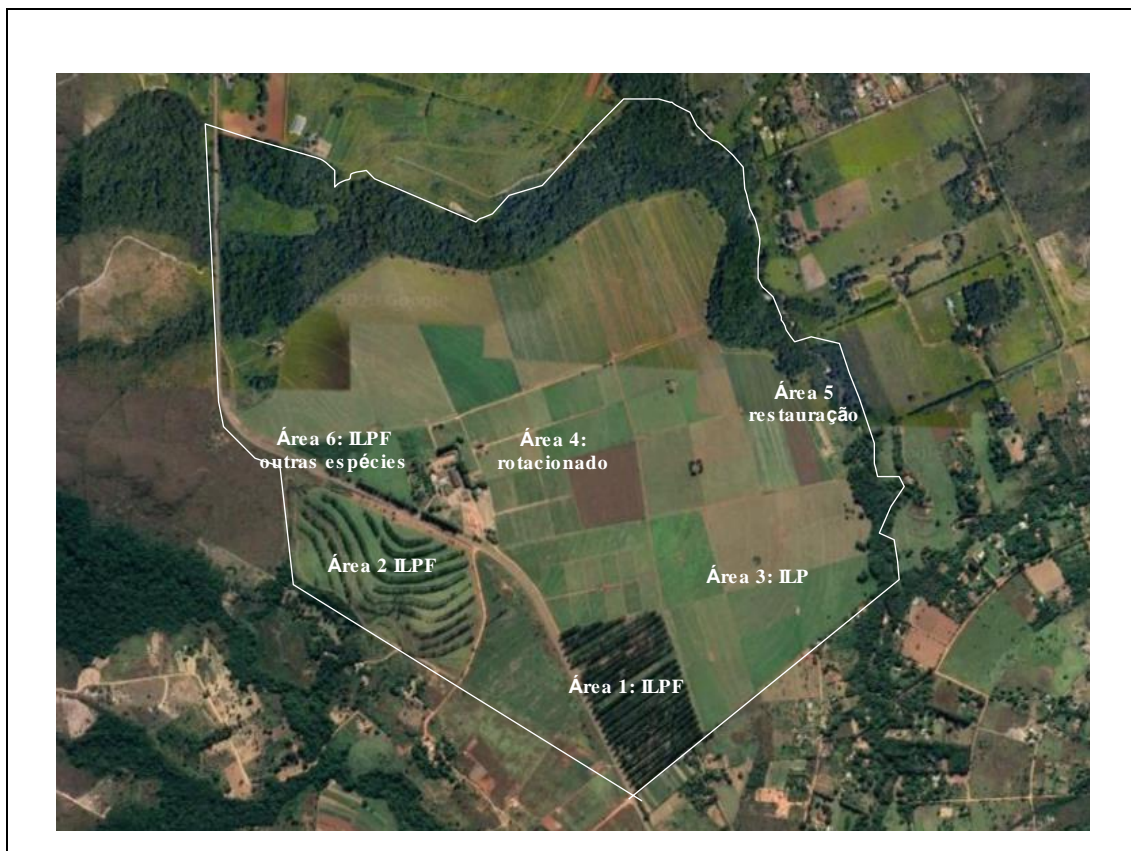 Área 5
restauração
Área 6: ILPF
outras espécies
Área 4:
rotacionado
Área 2 ILPF
Área 3: ILP
Área 1: ILPF